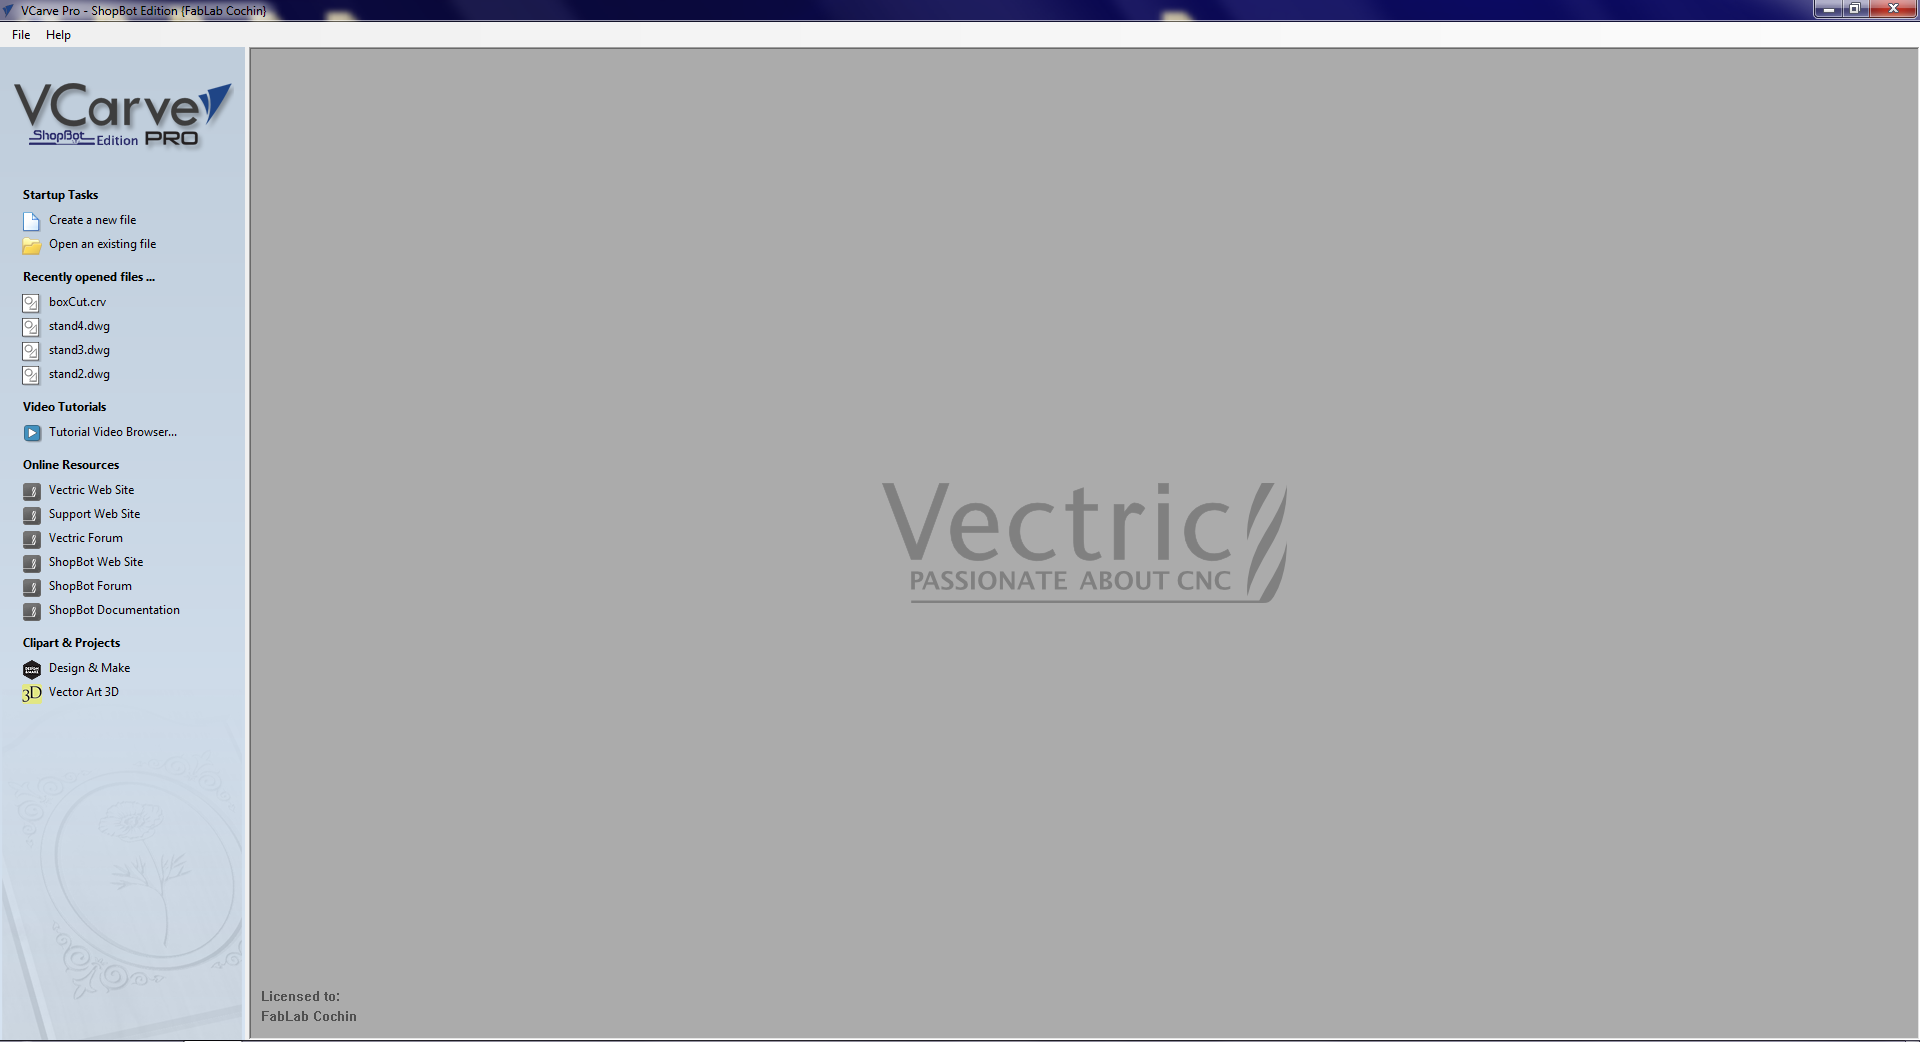 VCarve Pro - ShopBot Edition {FabLab Cochin}
File Help
VCarve
ShopBot Edition PRO
Startup Tasks
Create a new file
Open an existing file
Recently opened files ...
boxCut.crv
stand4.dwg
stand3.dwg
stand2.dwg
Video Tutorials
Tutorial Video Browser...
Online Resources
Vectric Web Site
Support Web Site
Vectric Forum
ShopBot Web Site
ShopBot Forum
ShopBot Documentation
Clipart & Projects
Design & Make
3D Vector Art 3D
Vectric
PASSIONATE ABOUT CNC
Licensed to:
FabLab Cochin